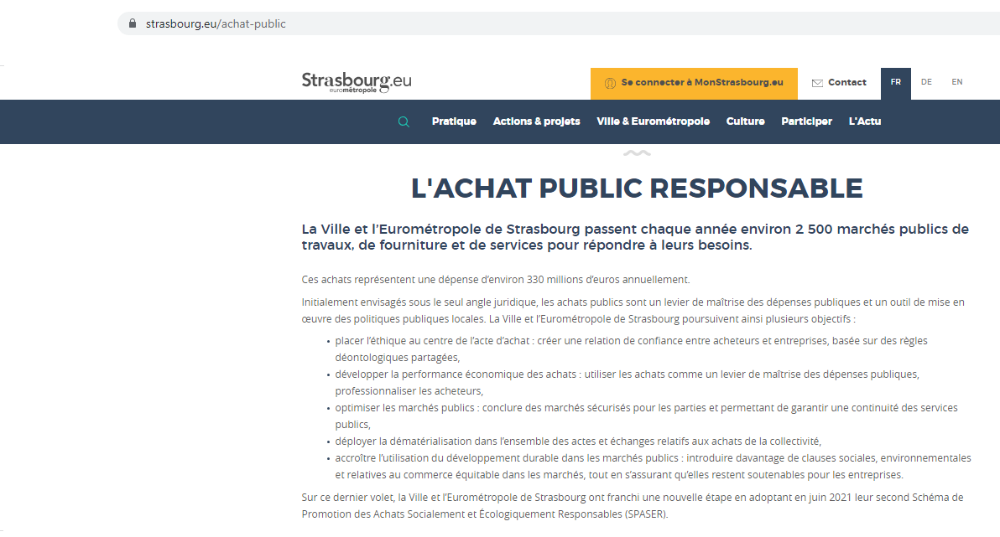 strasbourg.eu/achat-public
Strasbourg.eu
eurométropole
Se connecter à MonStrasbourg.eu
Contact
FR
DE
EN
Pratique
Actions & projets
Ville & Eurométropole
Culture
Participer
L'Actu
L'ACHAT PUBLIC RESPONSABLE
La Ville et l’Eurométropole de Strasbourg passent chaque année environ 2 500 marchés publics de
travaux, de fourniture et de services pour répondre à leurs besoins.
Ces achats représentent une dépense d’environ 330 millions d’euros annuellement.
Initialement envisagés sous le seul angle juridique, les achats publics sont un levier de maîtrise des dépenses publiques et un outil de mise en
œuvre des politiques publiques locales. La Ville et l’Eurométropole de Strasbourg poursuivent ainsi plusieurs objectifs :
• placer l’éthique au centre de l’acte d’achat : créer une relation de confiance entre acheteurs et entreprises, basée sur des règles
déontologiques partagées,
• développer la performance économique des achats : utiliser les achats comme un levier de maîtrise des dépenses publiques,
professionnaliser les acheteurs,
• optimiser les marchés publics : conclure des marchés sécurisés pour les parties et permettant de garantir une continuité des services
publics,
• déployer la dématérialisation dans l’ensemble des actes et échanges relatifs aux achats de la collectivité,
• accroître l’utilisation du développement durable dans les marchés publics : introduire davantage de clauses sociales, environnementales
et relatives au commerce équitable dans les marchés, tout en s’assurant qu’elles restent soutenables pour les entreprises.
Sur ce dernier volet, la Ville et l’Eurométropole de Strasbourg ont franchi une nouvelle étape en adoptant en juin 2021 leur second Schéma de
Promotion des Achats Socialement et Écologiquement Responsables (SPASER).